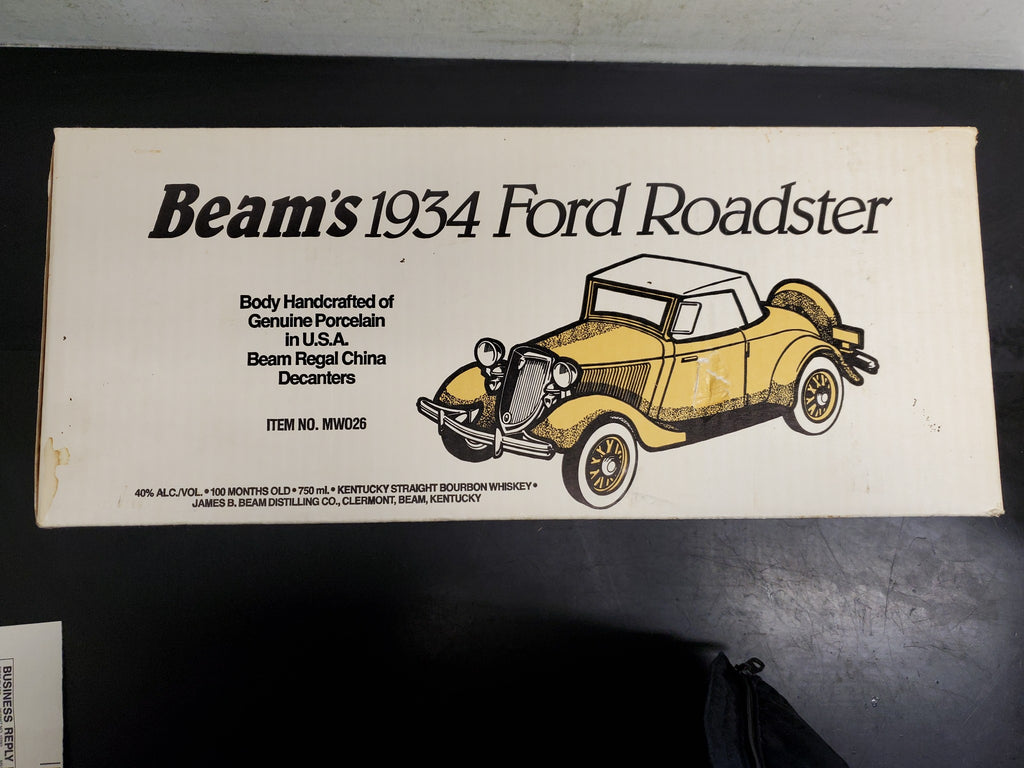 Beam's 1934 Ford Roadster
Body Handcrafted of
Genuine Porcelain
in U.S.A.
Beam Regal China
Decanters
ITEM NO. MW026
40% ALC./VOL. • 100 MONTHS OLD • 750 ml. • KENTUCKY STRAIGHT BOURBON WHISKEY •
JAMES B. BEAM DISTILLING CO., CLERMONT, BEAM, KENTUCKY
BUSINESS REPLY